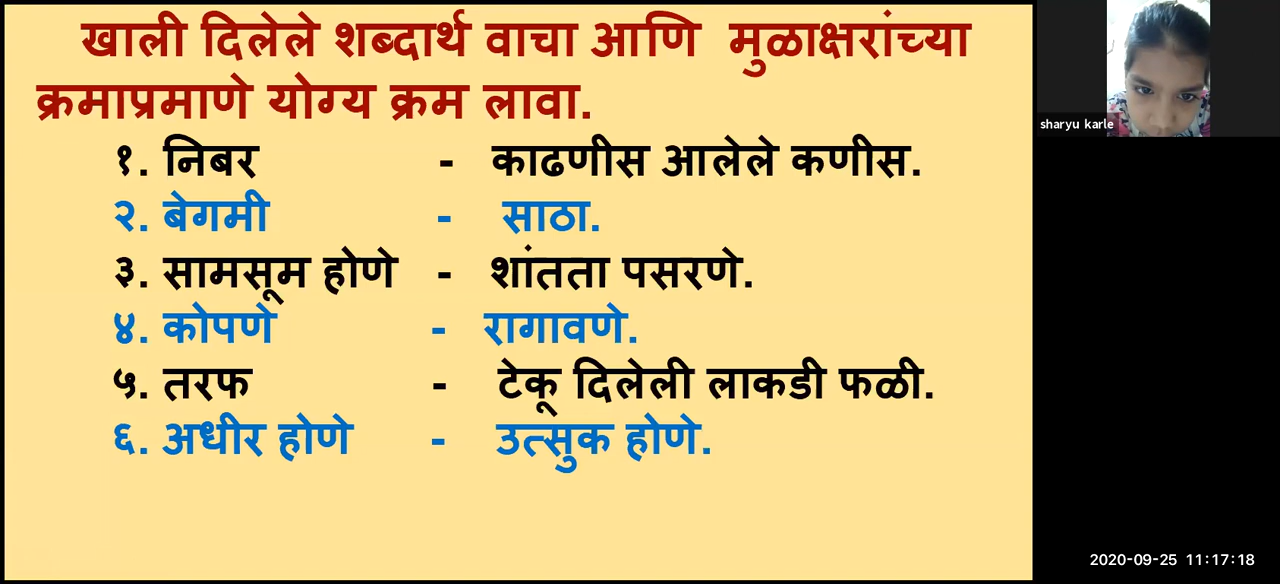 खाली दिलेले शब्दार्थ वाचा आणि मुळाक्षरांच्या
क्रमाप्रमाणे योग्य क्रम लावा.
१. निबर - काढणीस आलेले कणीस.
२. बेगमी - साठा.
३. सामसूम होणे - शांतता पसरणे.
४. कोपणे - रागावणे.
५. तरफ - टेकू दिलेली लाकडी फळी.
६. अधीर होणे - उत्सुक होणे.
sharyu karle
2020-09-25 11:17:18